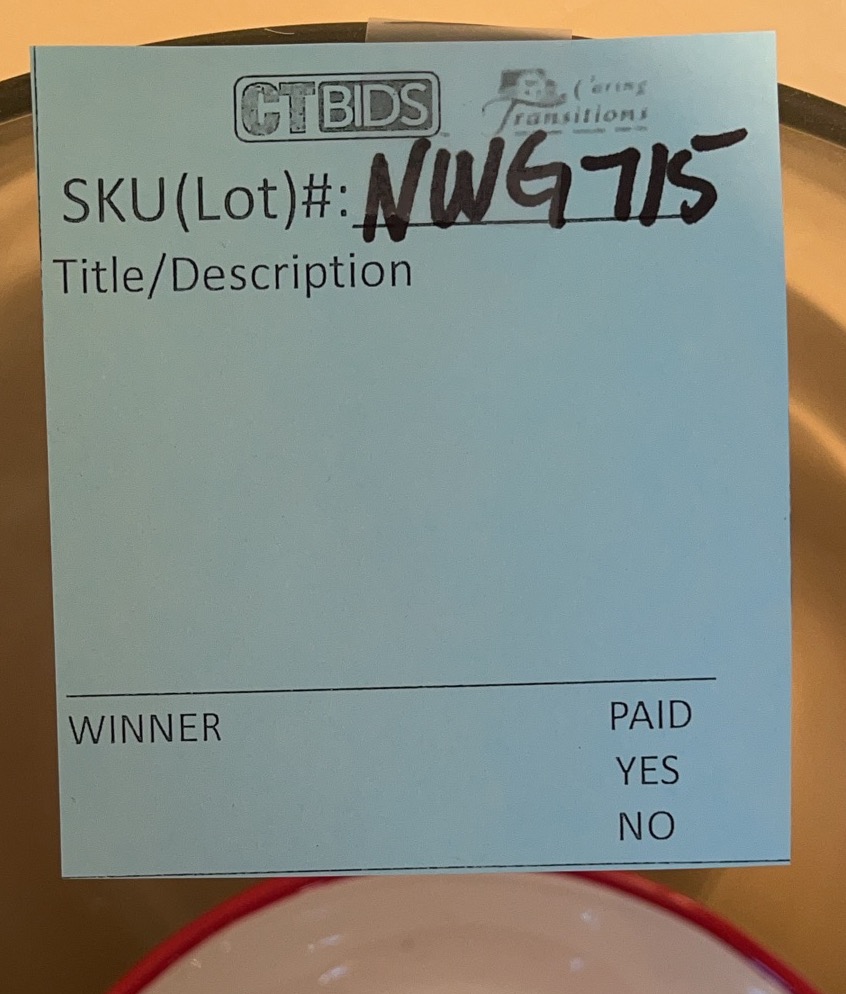 CTBIDS
Caring
Transitions
SKU(Lot)#: NWG715
Title/Description
WINNER
PAID
YES
NO